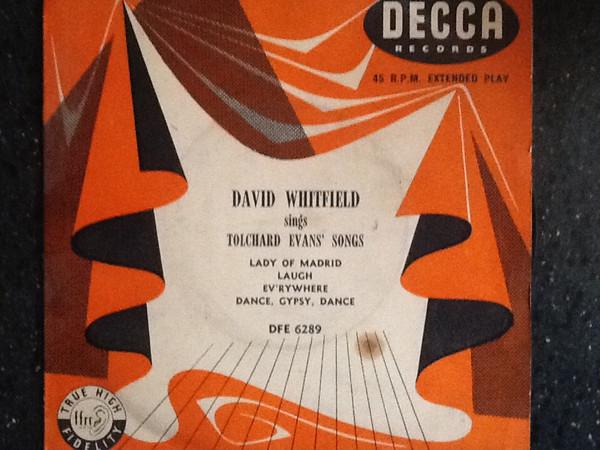 DECCA
RECORDS
45 R.P.M. EXTENDED PLAY
DAVID WHITFIELD
sings
TOLCHARD EVANS' SONGS
LADY OF MADRID
LAUGH
EV'RYWHERE
DANCE, GYPSY, DANCE
DFE 6289
TRUE HIGH
ffrr
FIDELITY